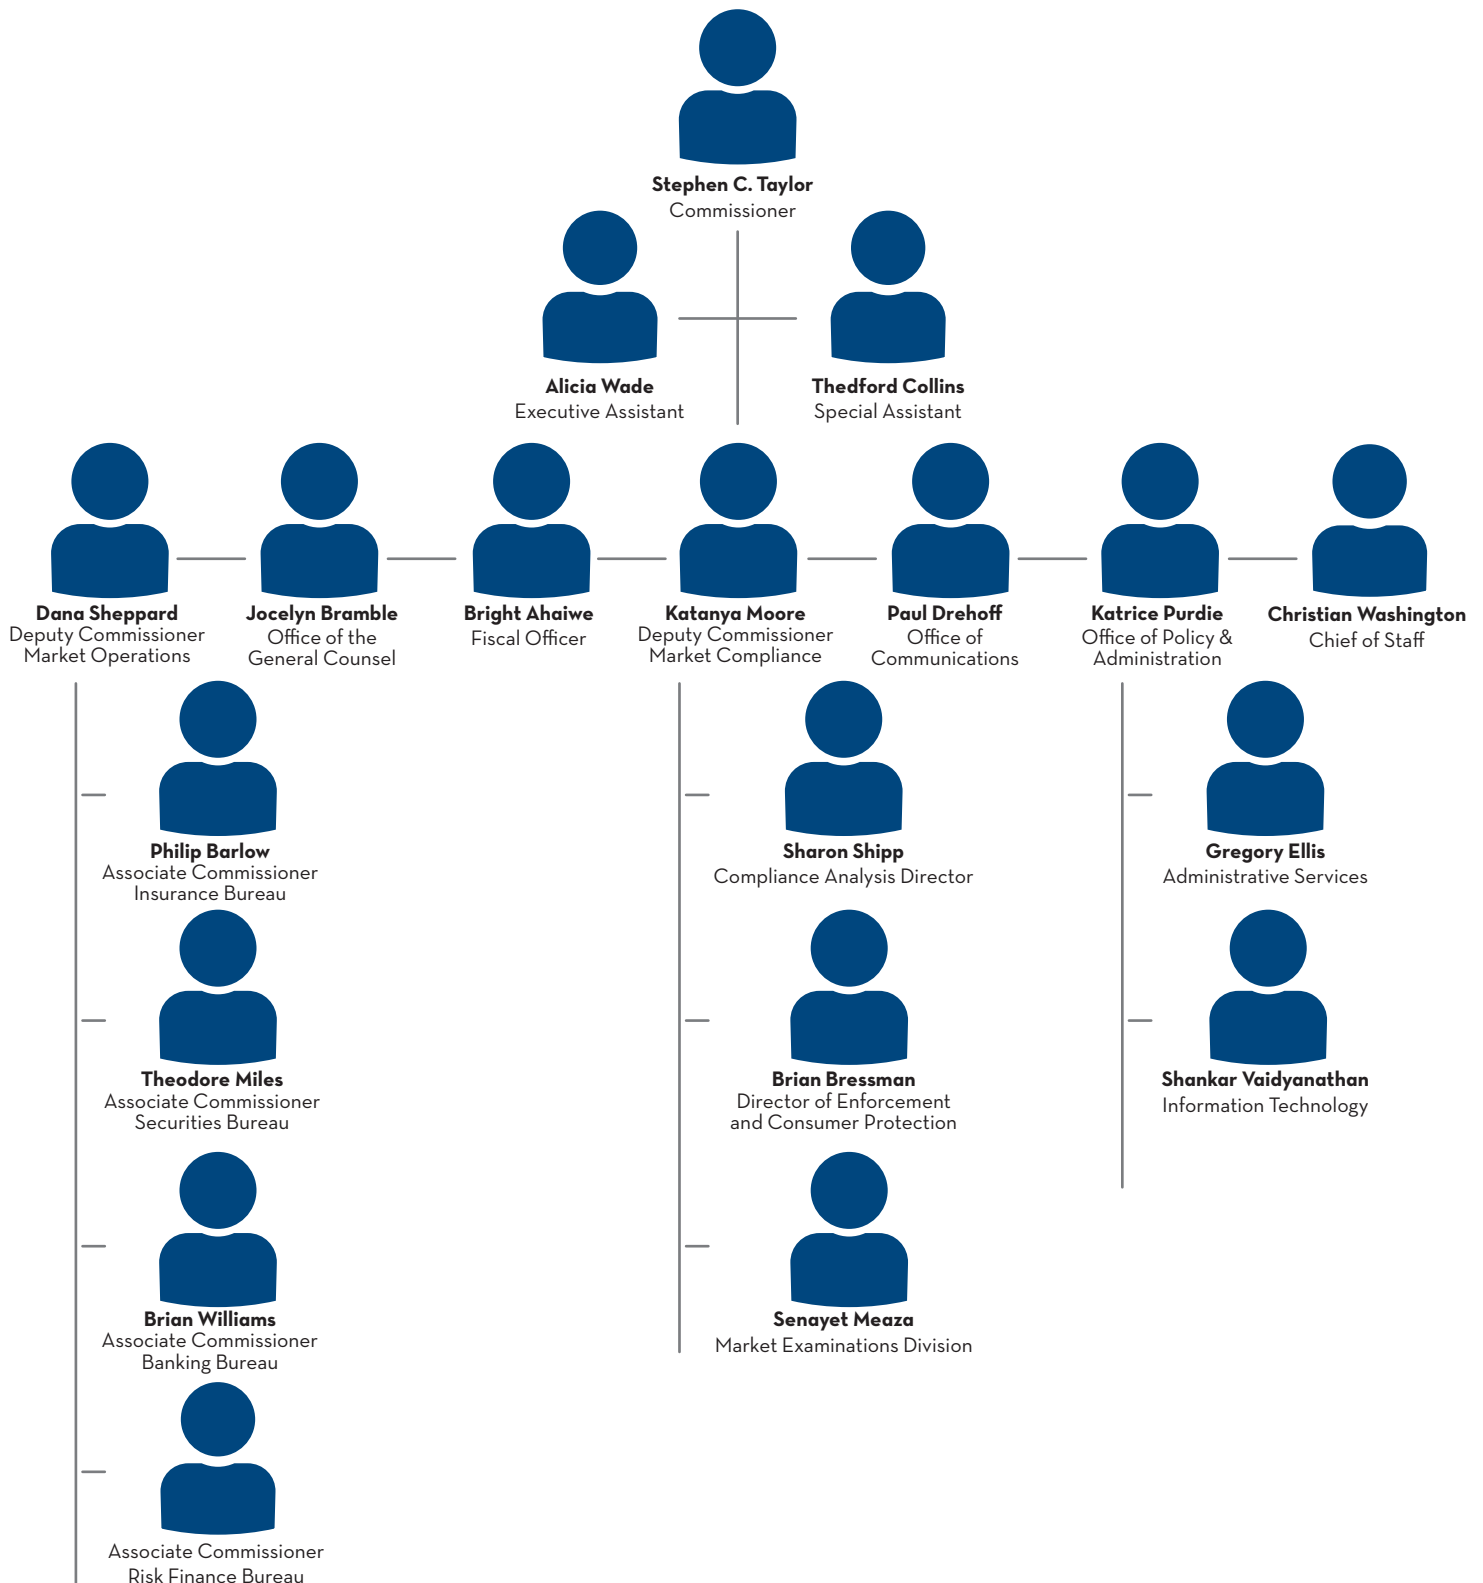 Stephen C. Taylor
Commissioner
Alicia Wade
Executive Assistant
Thedford Collins
Special Assistant
Dana Sheppard
Deputy Commissioner
Market Operations
Jocelyn Bramble
Office of the
General Counsel
Bright Ahaiwe
Fiscal Officer
Katanya Moore
Deputy Commissioner
Market Compliance
Paul Drehoff
Office of
Communications
Katrice Purdie
Office of Policy &
Administration
Christian Washington
Chief of Staff
Philip Barlow
Associate Commissioner
Insurance Bureau
Sharon Shipp
Compliance Analysis Director
Gregory Ellis
Administrative Services
Theodore Miles
Associate Commissioner
Securities Bureau
Brian Bressman
Director of Enforcement
and Consumer Protection
Shankar Vaidyanathan
Information Technology
Brian Williams
Associate Commissioner
Banking Bureau
Senayet Meaza
Market Examinations Division
Associate Commissioner
Risk Finance Bureau